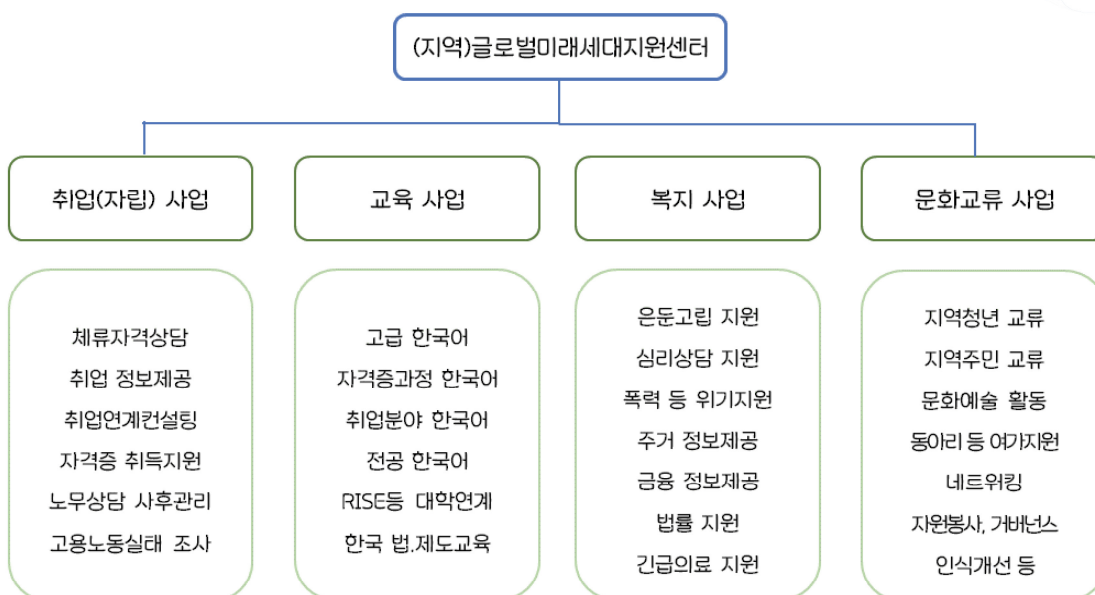 (지역)글로벌미래세대지원센터
취업(자립) 사업
체류자격상담
취업 정보제공
취업연계컨설팅
자격증 취득지원
노무상담 사후관리
고용노동실태 조사
교육 사업
고급 한국어
자격증과정 한국어
취업분야 한국어
전공 한국어
RISE등 대학연계
한국 법.제도교육
복지 사업
은둔고립 지원
심리상담 지원
폭력 등 위기지원
주거 정보제공
금융 정보제공
법률 지원
긴급의료 지원
문화교류 사업
지역청년 교류
지역주민 교류
문화예술 활동
동아리 등 여가지원
네트워킹
자원봉사, 거버넌스
인식개선 등